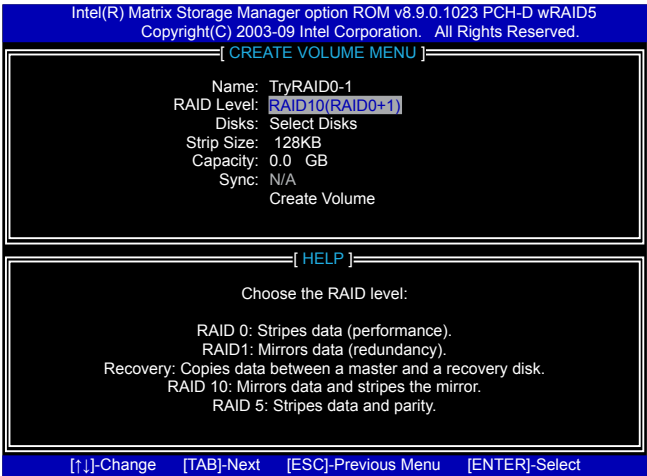 Intel(R) Matrix Storage Manager option ROM v8.9.0.1023 PCH-D wRAID5
Copyright(C) 2003-09 Intel Corporation. All Rights Reserved.
[ CREATE VOLUME MENU ]
Name: TryRAID0-1
RAID Level: RAID10(RAID0+1)
Disks: Select Disks
Strip Size: 128KB
Capacity: 0.0 GB
Sync: N/A
Create Volume
[ HELP ]
Choose the RAID level:
RAID 0: Stripes data (performance).
RAID1: Mirrors data (redundancy).
Recovery: Copies data between a master and a recovery disk.
RAID 10: Mirrors data and stripes the mirror.
RAID 5: Stripes data and parity.
[↑↓]-Change [TAB]-Next [ESC]-Previous Menu [ENTER]-Select